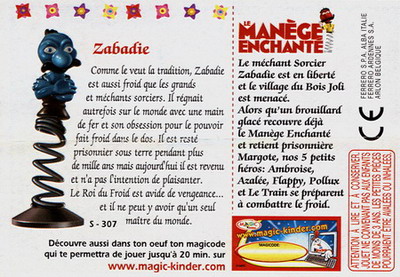 Zabadie
Comme le veut la tradition, Zabadie
est aussi froid que les grands
et méchants sorciers. Il régnait
autrefois sur le monde avec une main
de fer et son obsession pour le pouvoir
fait froid dans le dos. Il est resté
prisonnier sous terre pendant plus
de mille ans mais aujourd'hui il est revenu
et n'a pas l'intention de plaisanter.
Le Roi du Froid est avide de vengeance...
et il ne peut y avoir qu'un seul
maître du monde.
S - 307
Découvre aussi dans ton oeuf ton magicode
qui te permettra de jouer jusqu'à 20 min. sur
www.magic-kinder.com
LE
MANÈGE
ENCHANTÉ
Le méchant Sorcier
Zabadie est en liberté
et le village du Bois Joli
est menacé.
Alors qu'un brouillard
glacé recouvre déjà
le Manège Enchanté
et retient prisonnière
Margote, nos 5 petits
héros: Ambroise,
Azalée, Flappy, Pollux
et Le Train se préparent
à combattre le froid.
MAGICODE
www.magic-kinder.com
FERRERO S.P.A. ALBA ITALIE
FERRERO ARDENNES S.A.
ARLON BELGIQUE
CE
ATTENTION! A LIRE ET A CONSERVER.
JOUET NE CONVENANT PAS AUX ENFANTS
DE MOINS DE 3 ANS. LES PETITES PIÈCES
POURRAIENT ÊTRE AVALÉES OU INHALÉES.